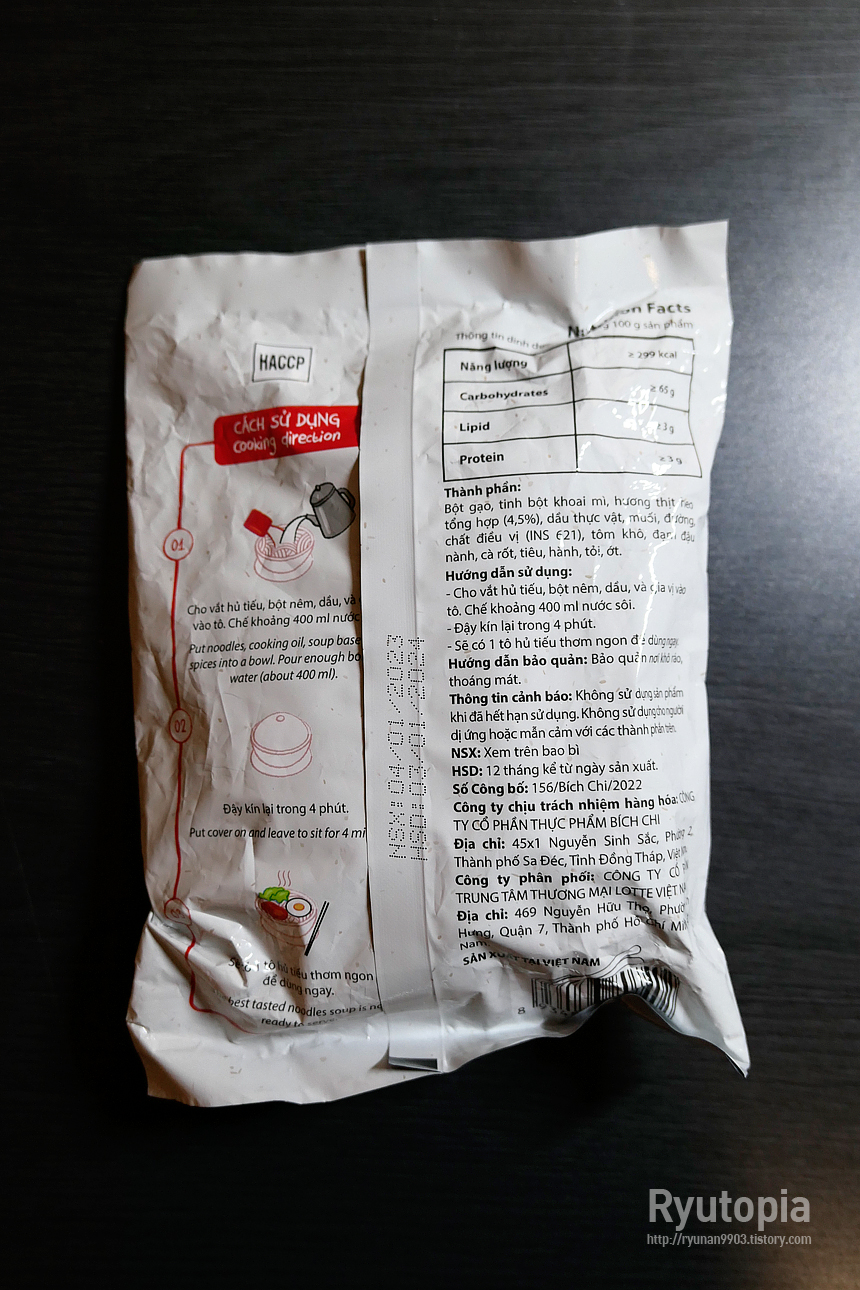 HACCP
CÁCH SỬ DỤNG
cooking direction
01
Cho vắt hủ tiếu, bột nêm, dầu, và
vào tô. Chế khoảng 400 ml nước
Put noodles, cooking oil, soup base
spices into a bowl. Pour enough
water (about 400 ml).
02
Đậy kín lại trong 4 phút.
Put cover on and leave to sit for 4
tô hủ tiếu thơm ngon
để dùng ngay.
best tasted noodles soup is
ready to
NSX: 04/01/2023
HSD: 03/01/2024
Facts
Thông tin dinh 100 g sản phẩm
Năng lượng ≥ 299 kcal
Carbohydrates ≥ 65 g
Lipid ≥3 g
Protein ≥ 3 g
Thành phần:
Bột gạo, tinh bột khoai mì, hương thịt heo
tổng hợp (4,5%), dầu thực vật, muối, đường,
chất điều vị (INS 621), tôm khô, đạm đậu
nành, cà rốt, tiêu, hành, tỏi, ớt.
Hướng dẫn sử dụng:
- Cho vắt hủ tiếu, bột nêm, dầu, và gia vị vào
tô. Chế khoảng 400 ml nước sôi.
- Đậy kín lại trong 4 phút.
- Sẽ có 1 tô hủ tiếu thơm ngon để dùng ngay.
Hướng dẫn bảo quản: Bảo quản nơi khô ráo,
thoáng mát.
Thông tin cảnh báo: Không sử dụng sản phẩm
khi đã hết hạn sử dụng. Không sử dụng cho người
dị ứng hoặc mẫn cảm với các thành phần trên.
NSX: Xem trên bao bì
HSD: 12 tháng kể từ ngày sản xuất.
Số Công bố: 156/Bích Chi/2022
Công ty chịu trách nhiệm hàng hóa: CÔNG
TY CỔ PHẦN THỰC PHẨM BÍCH CHI
Địa chỉ: 45x1 Nguyễn Sinh Sắc, Phường 2,
Thành phố Sa Đéc, Tỉnh Đồng Tháp, Việt
Công ty phân phối: CÔNG TY CỔ
TRUNG TÂM THƯƠNG MẠI LOTTE VIỆT
Địa chỉ: 469 Nguyễn Hữu Thọ, Phường
Hưng, Quận 7, Thành phố Hồ Chí Minh
Nam
SẢN XUẤT TẠI VIỆT NAM
8
Ryutopia
http://ryunan9903.tistory.com